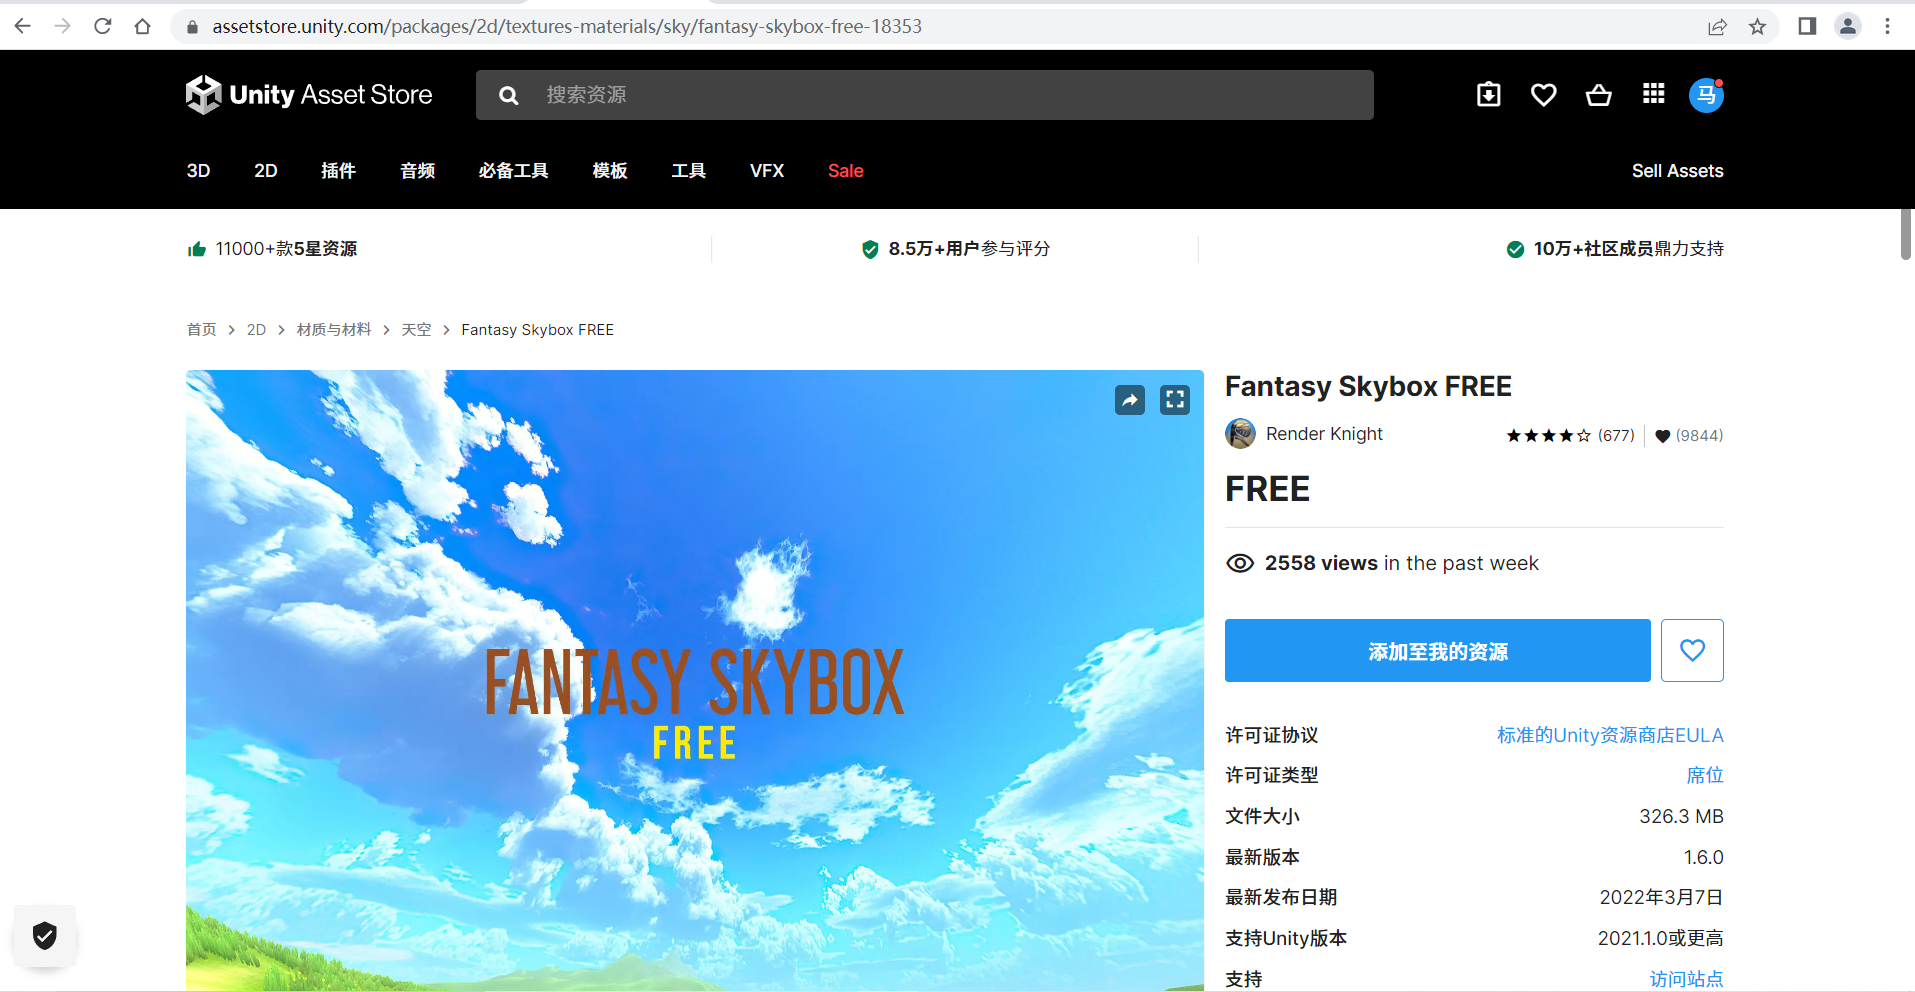 assetstore.unity.com/packages/2d/textures-materials/sky/fantasy-skybox-free-18353
Unity Asset Store
搜索资源
马
3D 2D 插件 音频 必备工具 模板 工具 VFX Sale Sell Assets
11000+款5星资源
8.5万+用户参与评分
10万+社区成员鼎力支持
首页 > 2D > 材质与材料 > 天空 > Fantasy Skybox FREE
FANTASY SKYBOX
FREE
Fantasy Skybox FREE
Render Knight ★★★★☆ (677) (9844)
FREE
2558 views in the past week
添加至我的资源
许可证协议 标准的Unity资源商店EULA
许可证类型 席位
文件大小 326.3 MB
最新版本 1.6.0
最新发布日期 2022年3月7日
支持Unity版本 2021.1.0或更高
支持 访问站点